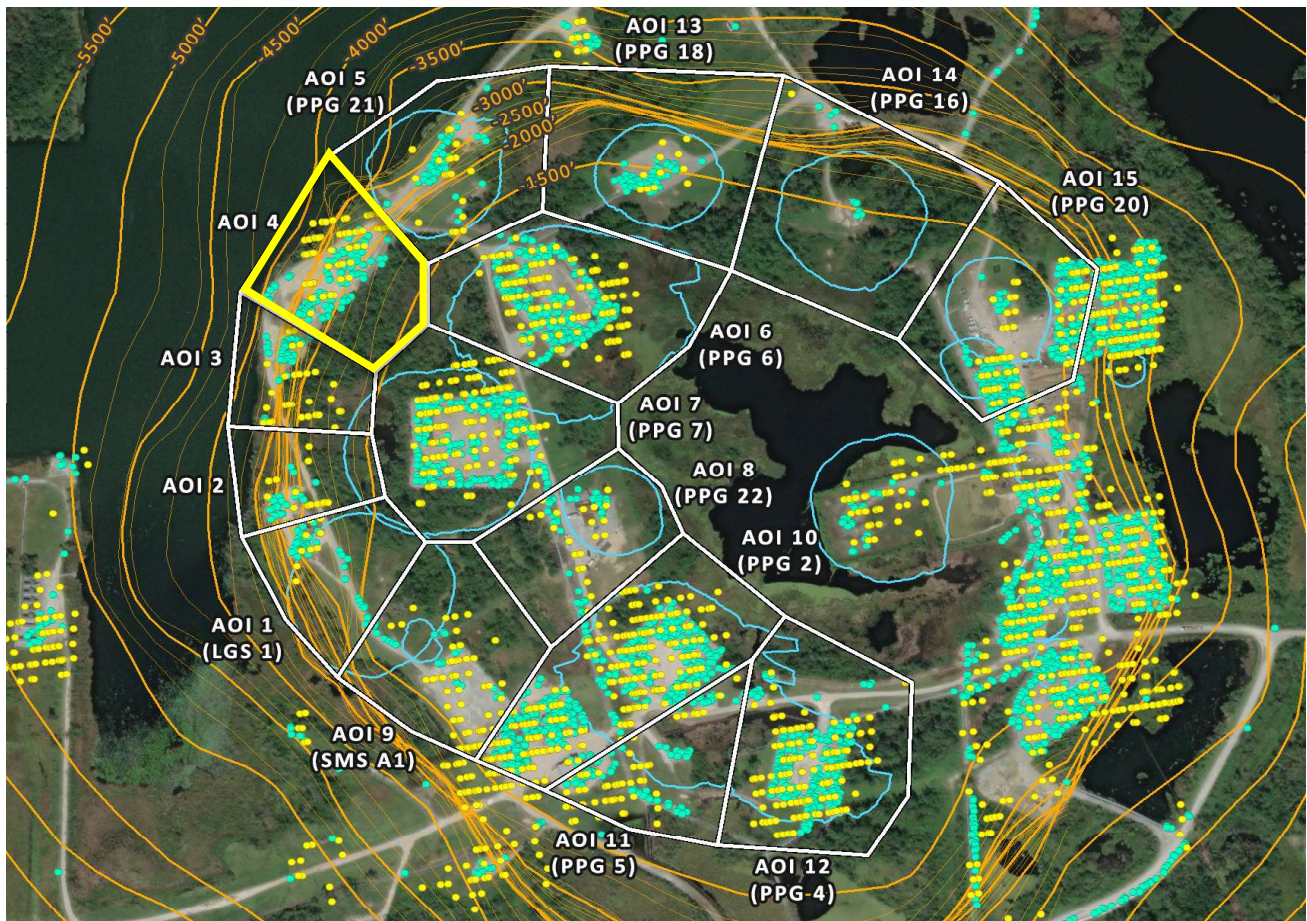 -5500'
-5000'
-4500'
-4000'
-3500'
-3000'
-2500'
-2000'
-1500'
AOI 13
(PPG 18)
AOI 5
(PPG 21)
AOI 14
(PPG 16)
AOI 15
(PPG 20)
AOI 4
AOI 3
AOI 6
(PPG 6)
AOI 7
(PPG 7)
AOI 2
AOI 8
(PPG 22)
AOI 10
(PPG 2)
AOI 1
(LGS 1)
AOI 9
(SMS A1)
AOI 11
(PPG 5)
AOI 12
(PPG 4)